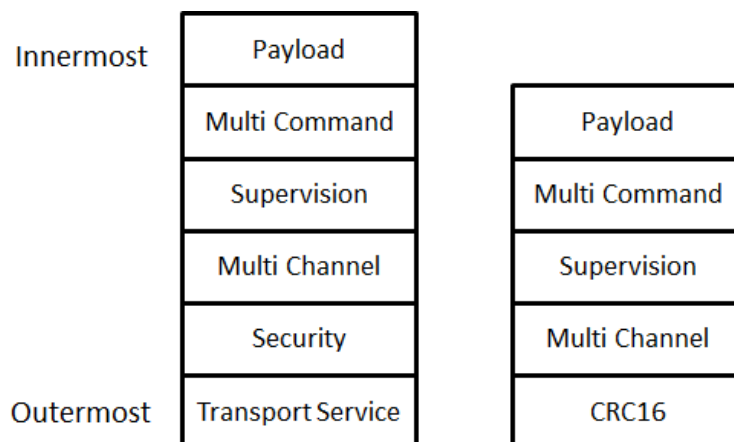 Innermost
Payload
Multi Command
Supervision
Multi Channel
Security
Outermost
Transport Service
Payload
Multi Command
Supervision
Multi Channel
CRC16